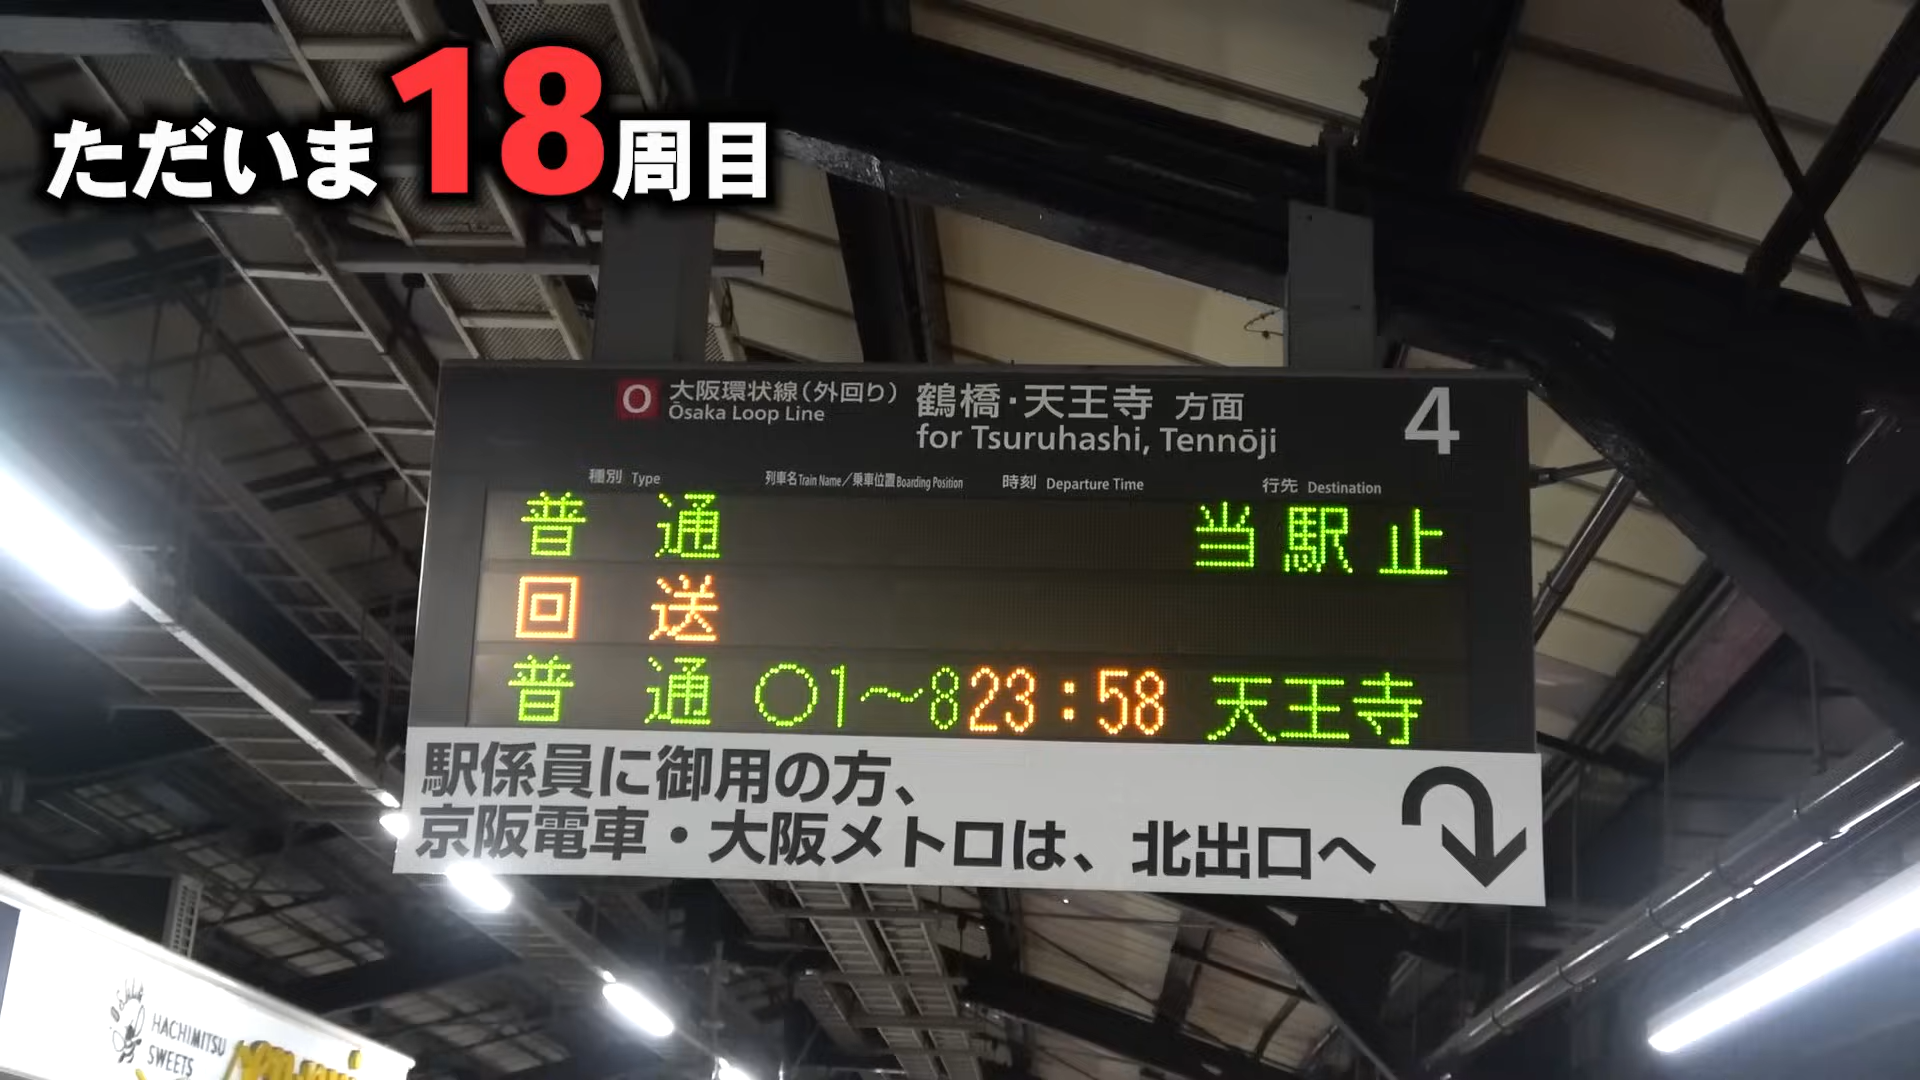 ただいま18周目
O 大阪環状線(外回り) 鶴橋・天王寺 方面 4
Ōsaka Loop Line for Tsuruhashi, Tennōji
種別 Type 列車名 Train Name/乗車位置 Boarding Position 時刻 Departure Time 行先 Destination
普通 当駅止
回送
普通 ○1~8 23:58 天王寺
駅係員に御用の方、
京阪電車・大阪メトロは、北出口へ
HACHIMITSU
SWEETS